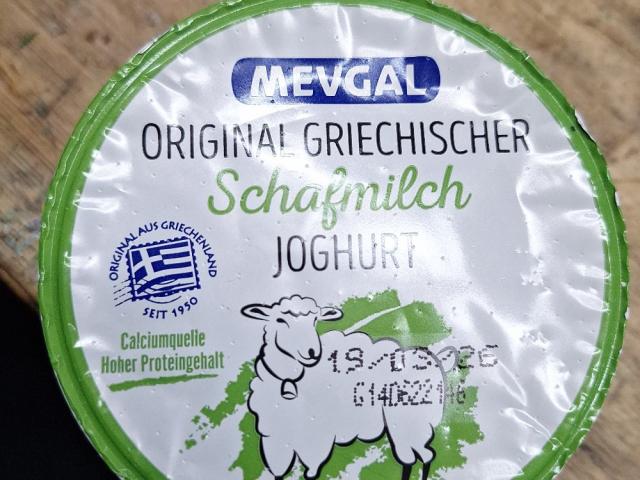 MEVGAL
ORIGINAL GRIECHISCHER
Schafmilch
JOGHURT
ORIGINAL AUS GRIECHENLAND
SEIT 1950
Calciumquelle
Hoher Proteingehalt